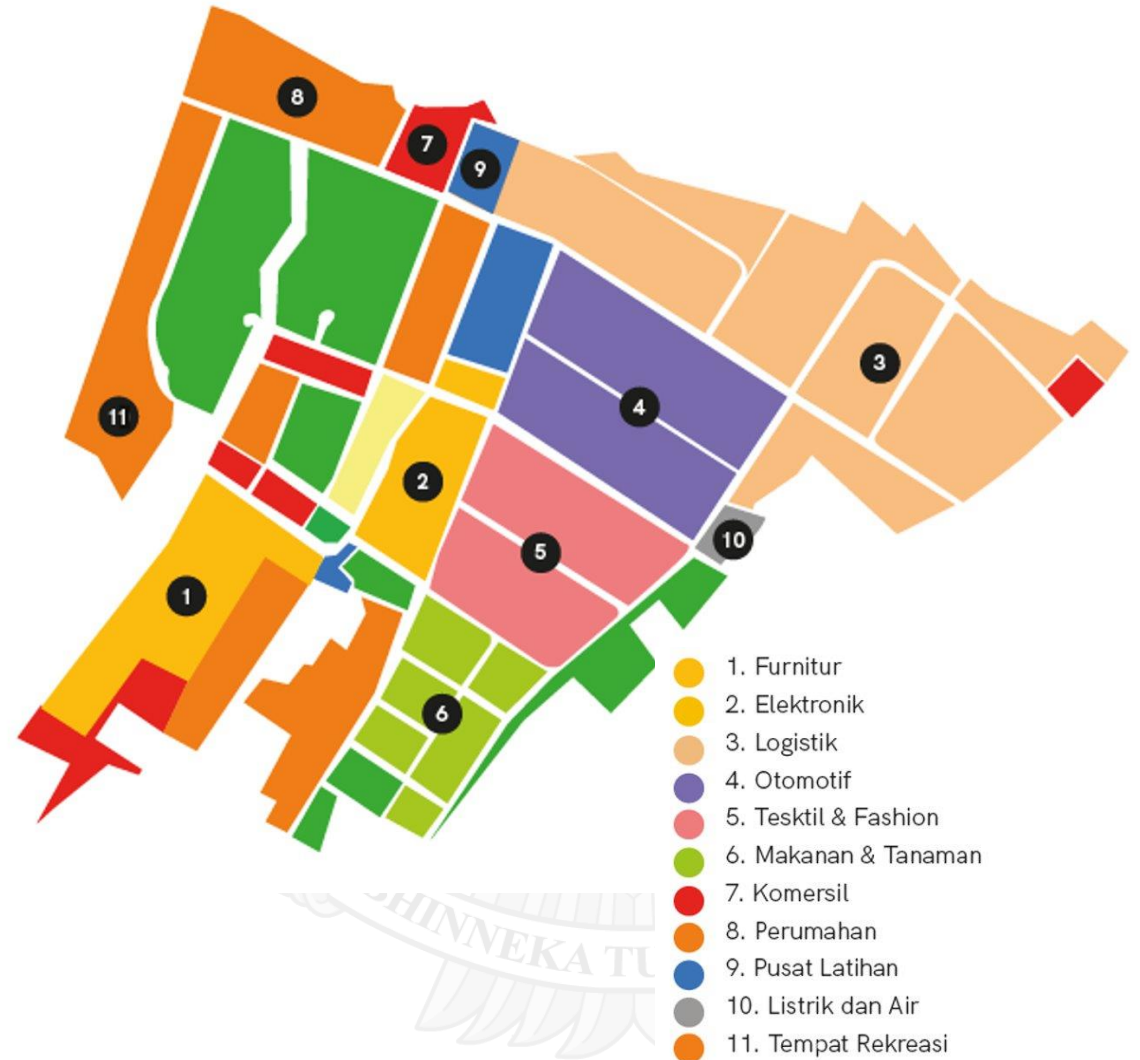 8
7
9
3
11
4
2
10
5
1
6
1. Furnitur
2. Elektronik
3. Logistik
4. Otomotif
5. Tesktil & Fashion
6. Makanan & Tanaman
7. Komersil
8. Perumahan
9. Pusat Latihan
10. Listrik dan Air
11. Tempat Rekreasi
HINNEKA TU